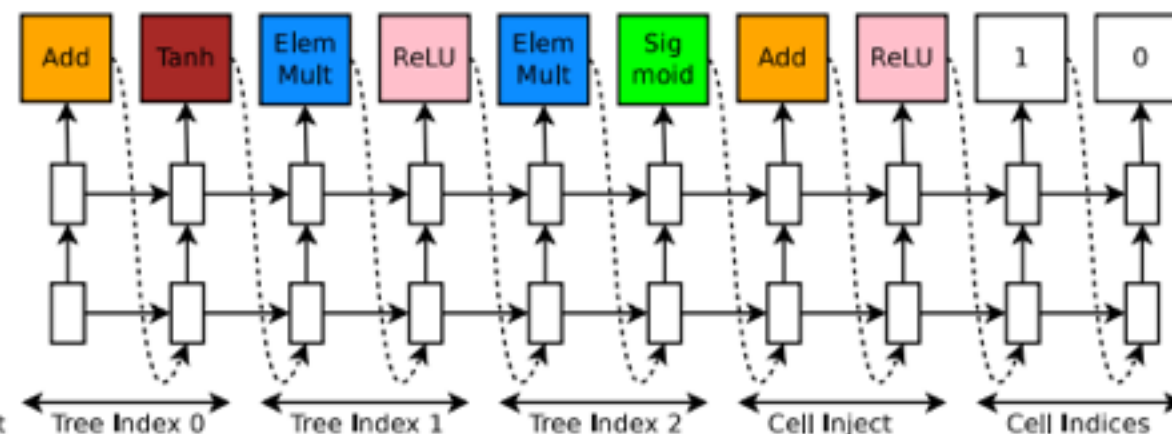 Add
Tanh
Elem
Mult
ReLU
Elem
Mult
Sig
moid
Add
ReLU
1
0
Tree Index 0
Tree Index 1
Tree Index 2
Cell Inject
Cell Indices